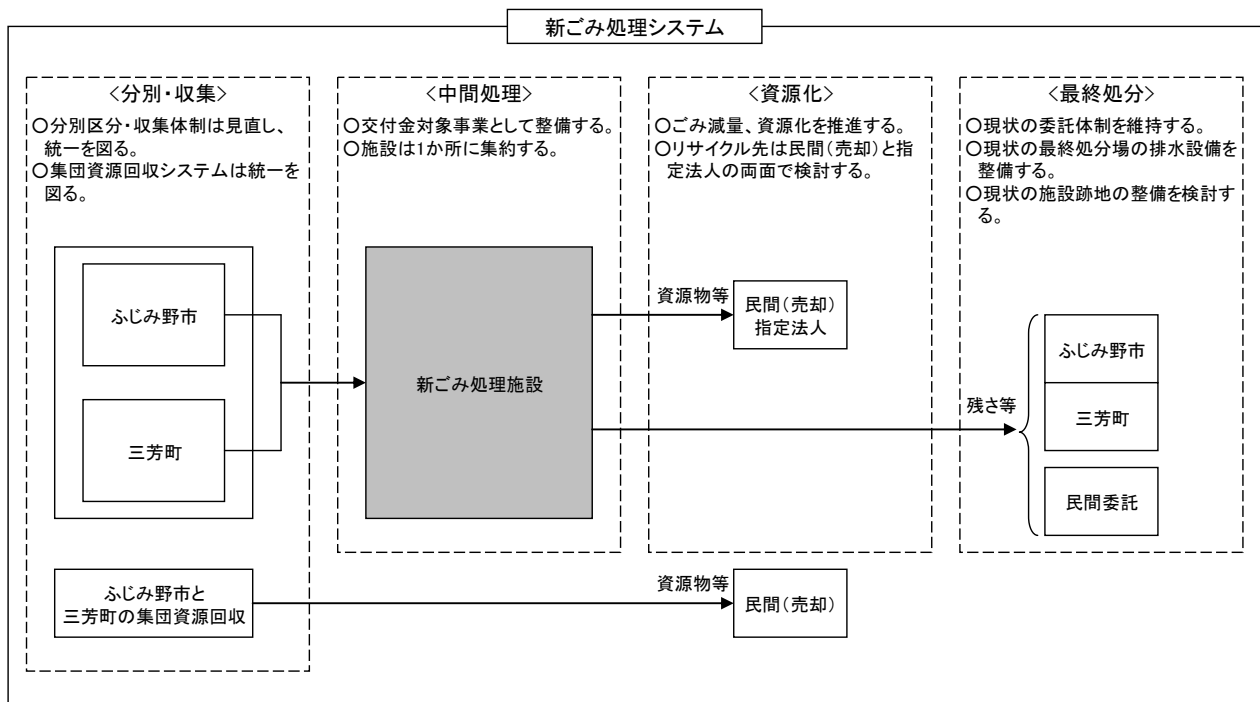 新ごみ処理システム
<分別・収集>
○分別区分・収集体制は見直し、
統一を図る。
○集団資源回収システムは統一を
図る。
ふじみ野市
三芳町
ふじみ野市と
三芳町の集団資源回収
<中間処理>
○交付金対象事業として整備する。
○施設は1か所に集約する。
新ごみ処理施設
<資源化>
○ごみ減量、資源化を推進する。
○リサイクル先は民間(売却)と指
定法人の両面で検討する。
資源物等
民間(売却)
指定法人
資源物等
民間(売却)
<最終処分>
○現状の委託体制を維持する。
○現状の最終処分場の排水設備を
整備する。
○現状の施設跡地の整備を検討す
る。
残さ等
ふじみ野市
三芳町
民間委託